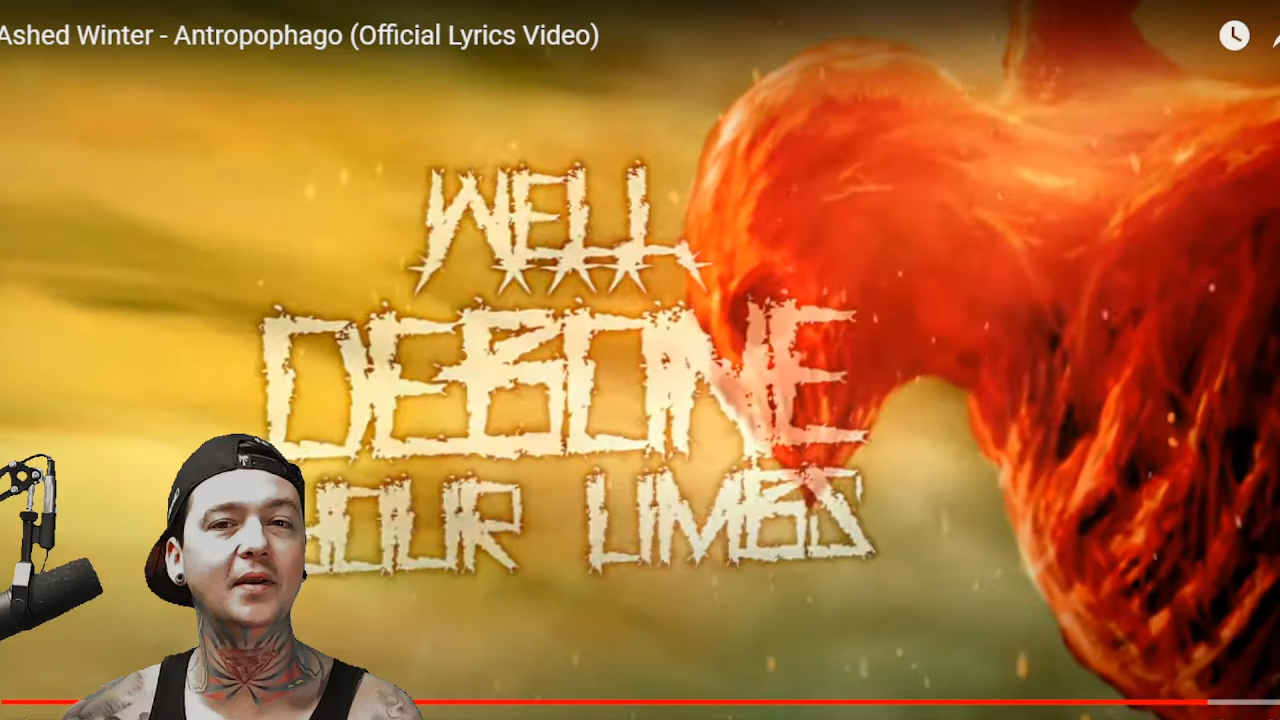 Ashed Winter - Antropophago (Official Lyrics Video)
WELL
DEBONE
YOUR LIMBS